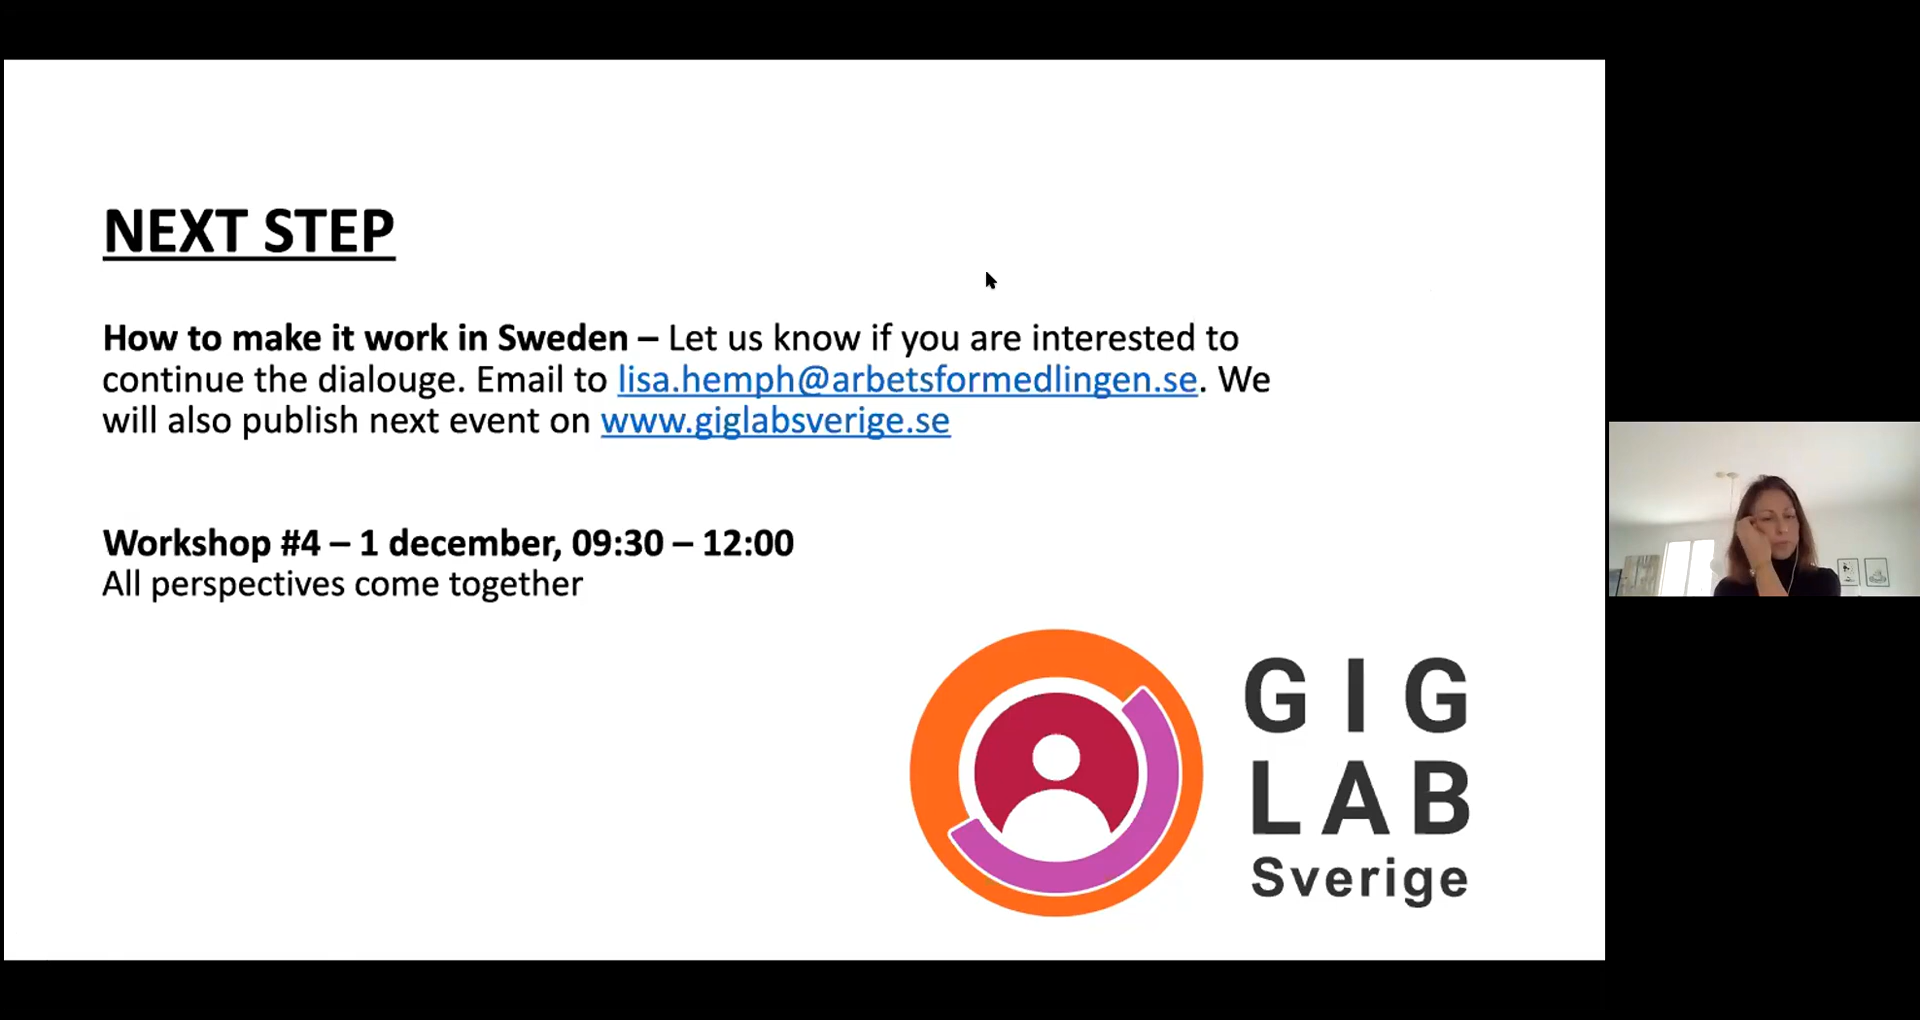 NEXT STEP
How to make it work in Sweden – Let us know if you are interested to
continue the dialouge. Email to lisa.hemph@arbetsformedlingen.se. We
will also publish next event on www.giglabsverige.se
Workshop #4 – 1 december, 09:30 – 12:00
All perspectives come together
GIG
LAB
Sverige